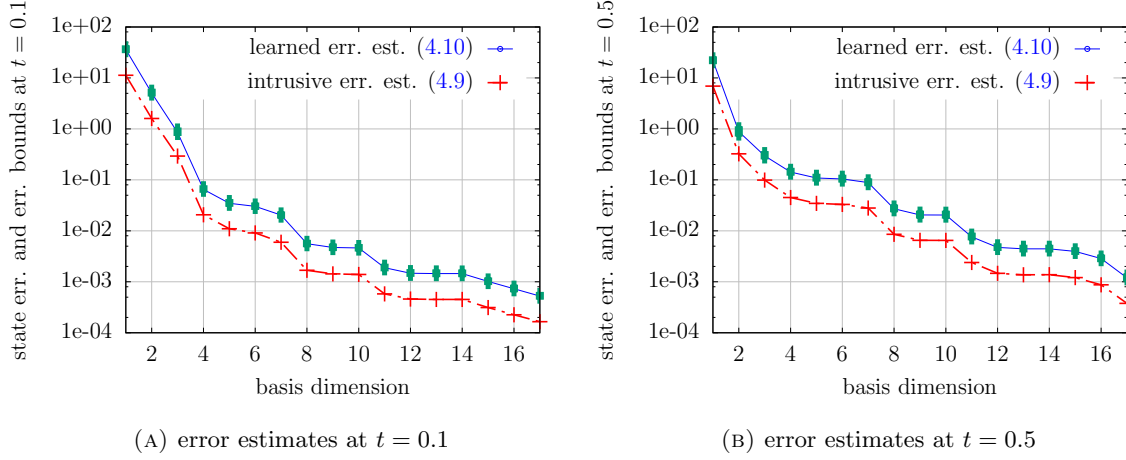 state err. and err. bounds at t = 0.1
1e+02
1e+01
1e+00
1e-01
1e-02
1e-03
1e-04
learned err. est. (4.10)
intrusive err. est. (4.9)
2 4 6 8 10 12 14 16
basis dimension
(A) error estimates at t = 0.1
state err. and err. bounds at t = 0.5
1e+02
1e+01
1e+00
1e-01
1e-02
1e-03
1e-04
learned err. est. (4.10)
intrusive err. est. (4.9)
2 4 6 8 10 12 14 16
basis dimension
(B) error estimates at t = 0.5